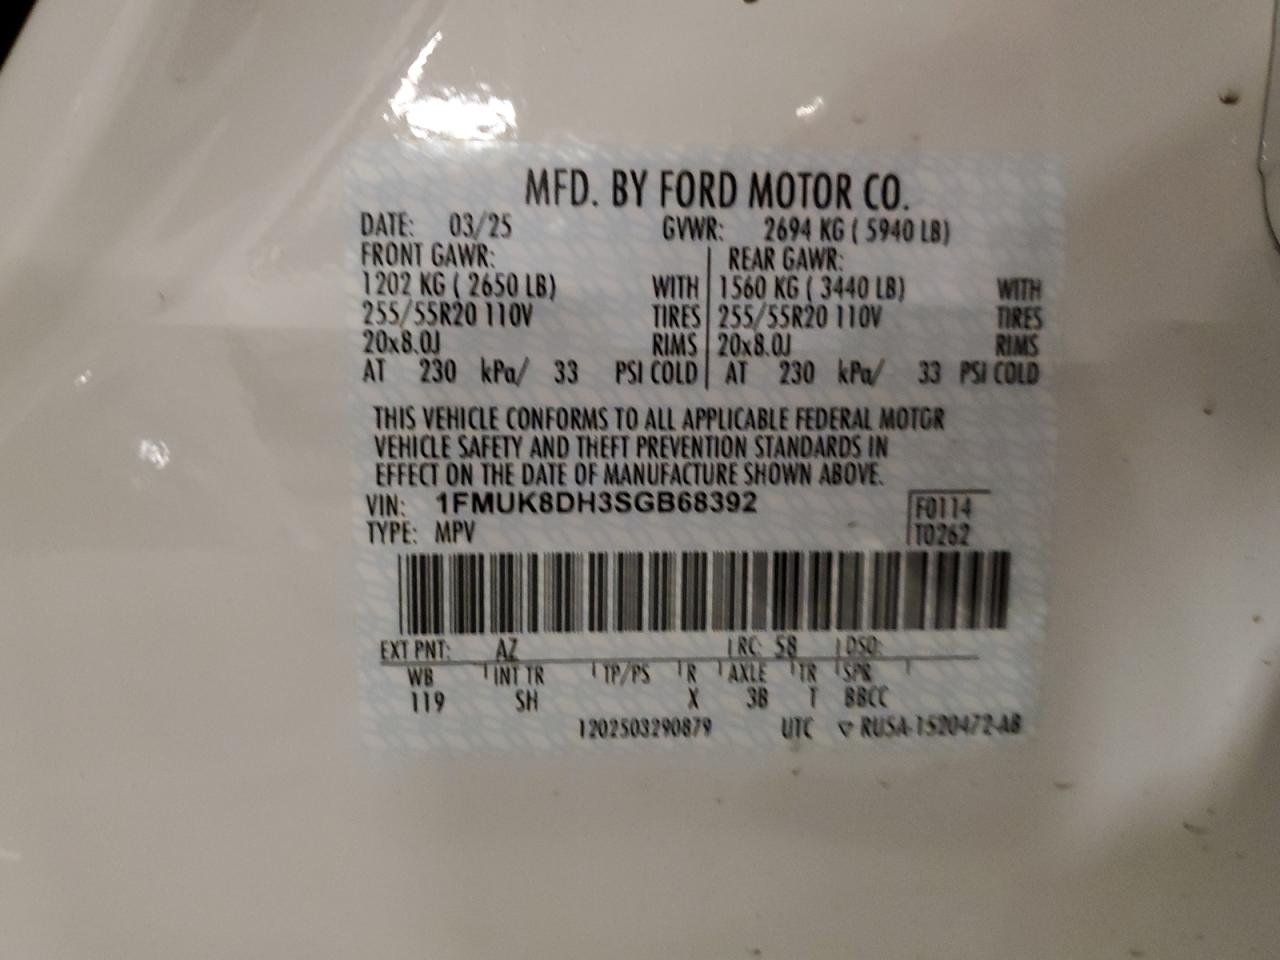 MFD. BY FORD MOTOR CO.
DATE: 03/25 GVWR: 2694 KG ( 5940 LB)
FRONT GAWR: REAR GAWR:
1202 KG ( 2650 LB) WITH 1560 KG ( 3440 LB) WITH
255/55R20 110V TIRES 255/55R20 110V TIRES
20x8.0J RIMS 20x8.0J RIMS
AT 230 kPa/ 33 PSI COLD AT 230 kPa/ 33 PSI COLD
THIS VEHICLE CONFORMS TO ALL APPLICABLE FEDERAL MOTOR
VEHICLE SAFETY AND THEFT PREVENTION STANDARDS IN
EFFECT ON THE DATE OF MANUFACTURE SHOWN ABOVE.
VIN: 1FMUK8DH3SGB68392 F0114
TYPE: MPV T0262
EXT PNT: AZ RC: 58 DSO:
WB INT TR TP/PS R AXLE TR SPR
119 SH X 3B T BBCC
1202503290879 UTC ▽ RUSA-1520472-AB